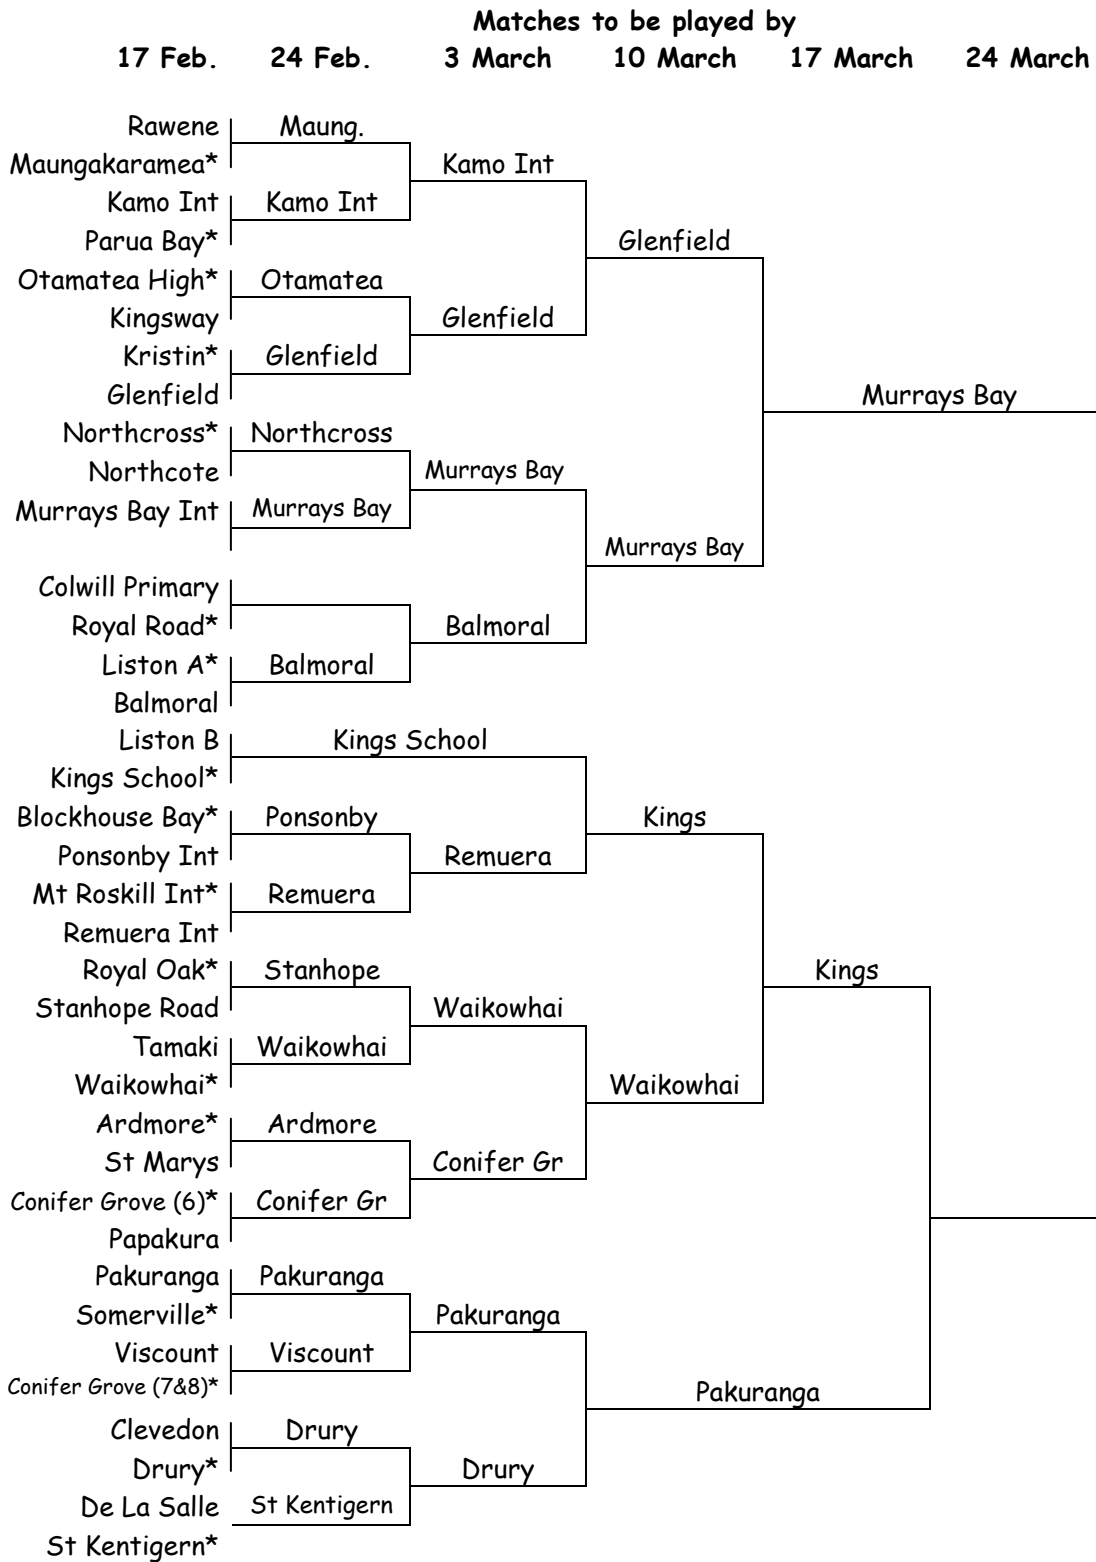 Matches to be played by
17 Feb. 24 Feb. 3 March 10 March 17 March 24 March
Rawene Maung.
Maungakaramea* Kamo Int
Kamo Int Kamo Int
Parua Bay* Glenfield
Otamatea High* Otamatea
Kingsway Glenfield
Kristin* Glenfield
Glenfield Murrays Bay
Northcross* Northcross
Northcote Murrays Bay
Murrays Bay Int Murrays Bay
Murrays Bay
Colwill Primary
Royal Road* Balmoral
Liston A* Balmoral
Balmoral
Liston B Kings School
Kings School*
Blockhouse Bay* Ponsonby Kings
Ponsonby Int Remuera
Mt Roskill Int* Remuera
Remuera Int
Royal Oak* Stanhope Kings
Stanhope Road Waikowhai
Tamaki Waikowhai
Waikowhai* Waikowhai
Ardmore* Ardmore
St Marys Conifer Gr
Conifer Grove (6)* Conifer Gr
Papakura
Pakuranga Pakuranga
Somerville* Pakuranga
Viscount Viscount
Conifer Grove (7&8)* Pakuranga
Clevedon Drury
Drury* Drury
De La Salle St Kentigern
St Kentigern*